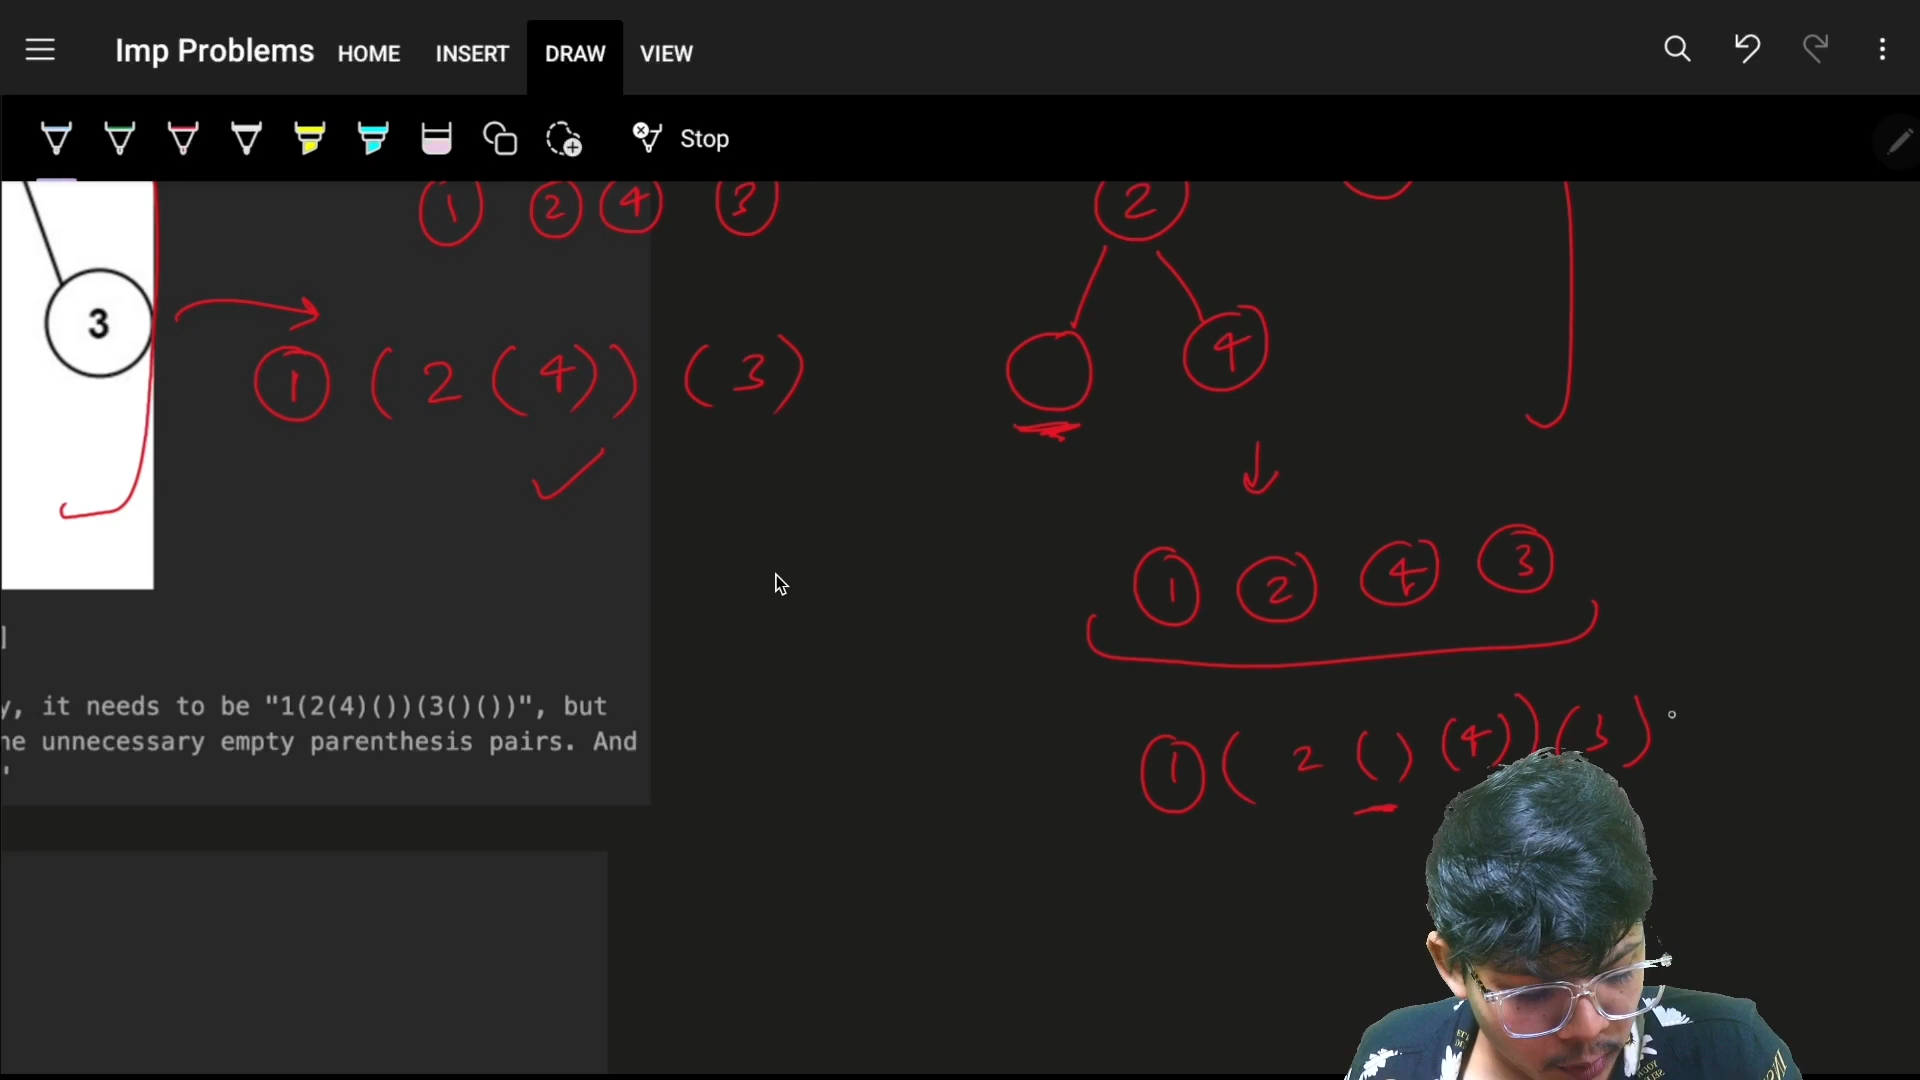 Imp Problems HOME INSERT DRAW VIEW
Stop
1 2 4 3
2
3
4
1 ( 2 ( 4 ) ) ( 3 )
1 2 4 3
]
y, it needs to be "1(2(4)())(3()())", but
he unnecessary empty parenthesis pairs. And
'
1 ( 2 ( ) ( 4 ) ) ( 3 )